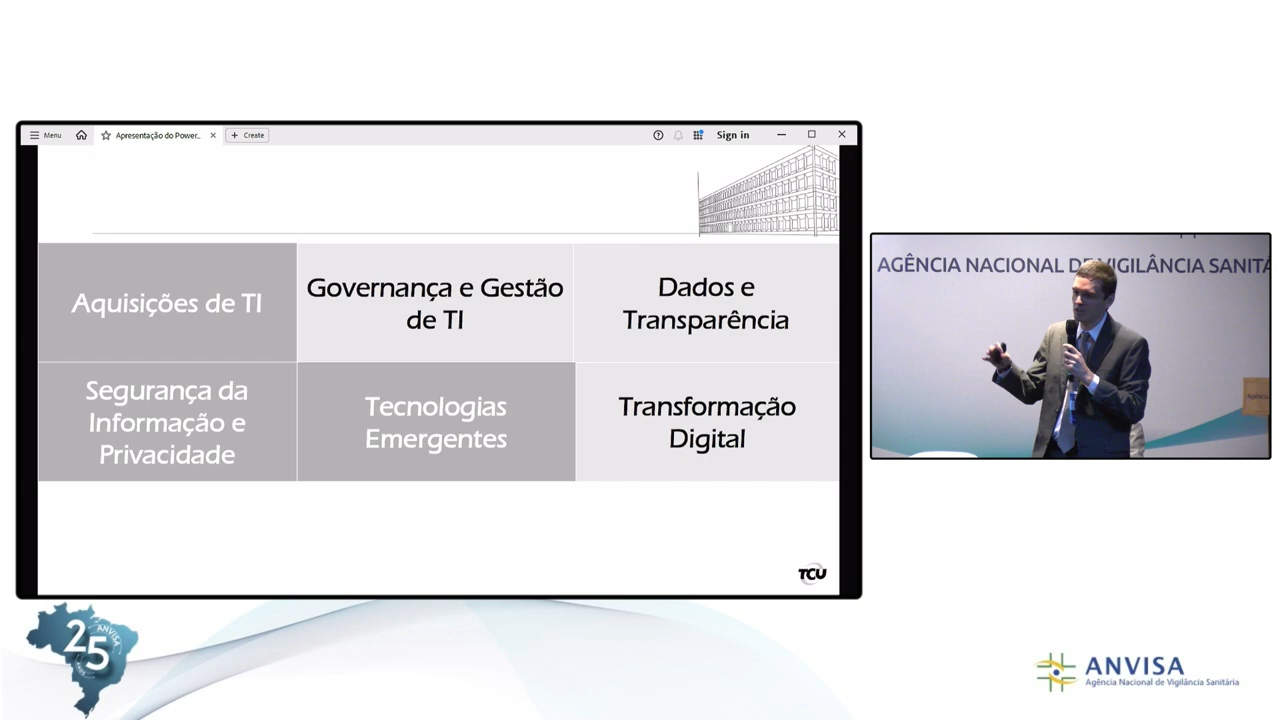 Menu
Apresentação do Power...
Create
Sign in
Aquisições de TI
Governança e Gestão
de TI
Dados e
Transparência
Segurança da
Informação e
Privacidade
Tecnologias
Emergentes
Transformação
Digital
TCU
AGÊNCIA NACIONAL DE VIGILÂNCIA SANITÁ
25
ANVISA
ANOS
ANVISA
Agência Nacional de Vigilância Sanitária